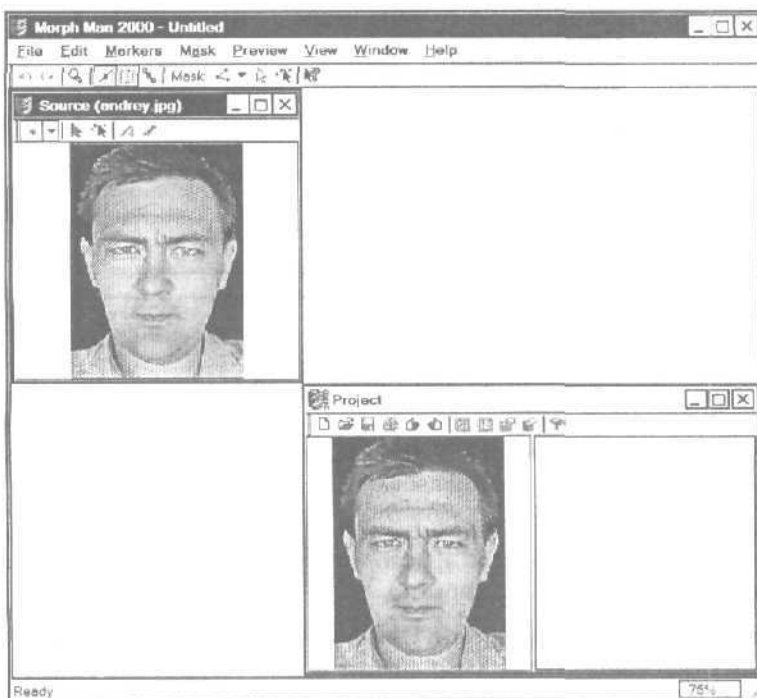 Morph Man 2000 - Untitled
File Edit Markers Mask Preview View Window Help
Mask:
Source (andrey.jpg)
Project
Ready 75%